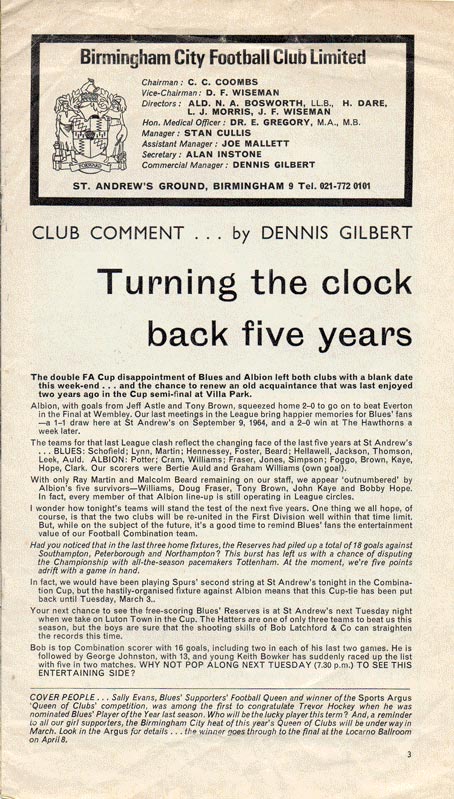 Birmingham City Football Club Limited
Chairman: C. C. COOMBS
Vice-Chairman: D. F. WISEMAN
Directors: ALD. N. A. BOSWORTH, LL.B., H. DARE,
L. J. MORRIS, J. F. WISEMAN
Hon. Medical Officer: DR. E. GREGORY, M.A., M.B.
Manager: STAN CULLIS
Assistant Manager: JOE MALLETT
Secretary: ALAN INSTONE
Commercial Manager: DENNIS GILBERT
ST. ANDREW'S GROUND, BIRMINGHAM 9 Tel. 021-772 0101
CLUB COMMENT . . . by DENNIS GILBERT
Turning the clock
back five years
The double FA Cup disappointment of Blues and Albion left both clubs with a blank date
this week-end . . . and the chance to renew an old acquaintance that was last enjoyed
two years ago in the Cup semi-final at Villa Park.
Albion, with goals from Jeff Astle and Tony Brown, squeezed home 2–0 to go on to beat Everton
in the Final at Wembley. Our last meetings in the League bring happier memories for Blues' fans
—a 1–1 draw here at St Andrew's on September 9, 1964, and a 2–0 win at The Hawthorns a
week later.
The teams for that last League clash reflect the changing face of the last five years at St Andrew's
. . . BLUES: Schofield; Lynn, Martin; Hennessey, Foster, Beard; Hellawell, Jackson, Thomson,
Leek, Auld. ALBION: Potter; Cram, Williams; Fraser, Jones, Simpson; Foggo, Brown, Kaye,
Hope, Clark. Our scorers were Bertie Auld and Graham Williams (own goal).
With only Ray Martin and Malcolm Beard remaining on our staff, we appear 'outnumbered' by
Albion's five survivors—Williams, Doug Fraser, Tony Brown, John Kaye and Bobby Hope.
In fact, every member of that Albion line-up is still operating in League circles.
I wonder how tonight's teams will stand the test of the next five years. One thing we all hope, of
course, is that the two clubs will be re-united in the First Division well within that time limit.
But, while on the subject of the future, it's a good time to remind Blues' fans the entertainment
value of our Football Combination team.
Had you noticed that in the last three home fixtures, the Reserves had piled up a total of 18 goals against
Southampton, Peterborough and Northampton? This burst has left us with a chance of disputing
the Championship with all-the-season pacemakers Tottenham. At the moment, we're five points
adrift with a game in hand.
In fact, we would have been playing Spurs' second string at St Andrew's tonight in the Combina-
tion Cup, but the hastily-organised fixture against Albion means that this Cup-tie has been put
back until Tuesday, March 3..
Your next chance to see the free-scoring Blues' Reserves is at St Andrew's next Tuesday night
when we take on Luton Town in the Cup. The Hatters are one of only three teams to beat us this
season, but the boys are sure that the shooting skills of Bob Latchford & Co can straighten
the records this time.
Bob is top Combination scorer with 16 goals, including two in each of his last two games. He is
followed by George Johnston, with 13, and young Keith Bowker has suddenly raced up the list
with five in two matches. WHY NOT POP ALONG NEXT TUESDAY (7.30 p.m.) TO SEE THIS
ENTERTAINING SIDE?
COVER PEOPLE . . . Sally Evans, Blues' Supporters' Football Queen and winner of the Sports Argus
'Queen of Clubs' competition, was among the first to congratulate Trevor Hockey when he was
nominated Blues' Player of the Year last season. Who will be the lucky player this term? And, a reminder
to all our girl supporters, the Birmingham City heat of this year's Queen of Clubs will be under way in
March. Look in the Argus for details . . . the winner goes through to the final at the Locarno Ballroom
on April 8.
3